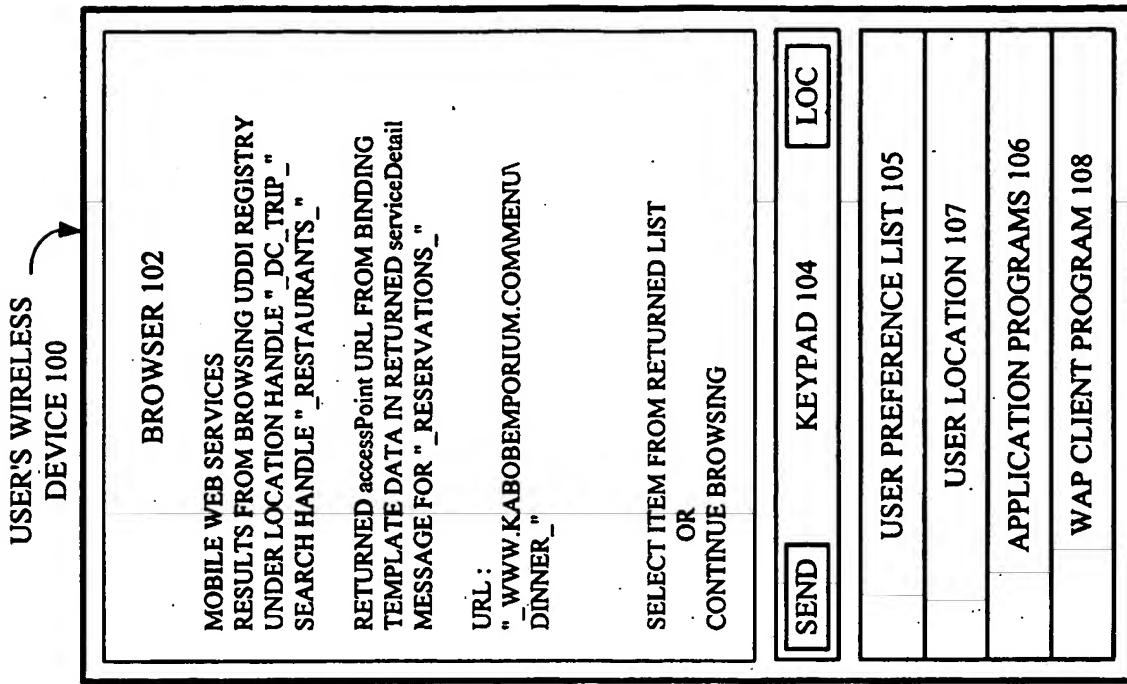 USER'S WIRELESS
DEVICE 100
BROWSER 102
MOBILE WEB SERVICES
RESULTS FROM BROWSING UDDI REGISTRY
UNDER LOCATION HANDLE "_DC_TRIP_"
SEARCH HANDLE "_RESTAURANTS_"
RETURNED accessPoint URL FROM BINDING
TEMPLATE DATA IN RETURNED serviceDetail
MESSAGE FOR "_RESERVATIONS_"
URL :
"_WWW.KABOBEMPORIUM.COM\MENU\
DINNER_"
SELECT ITEM FROM RETURNED LIST
OR
CONTINUE BROWSING
SEND KEYPAD 104 LOC
USER PREFERENCE LIST 105
USER LOCATION 107
APPLICATION PROGRAMS 106
WAP CLIENT PROGRAM 108